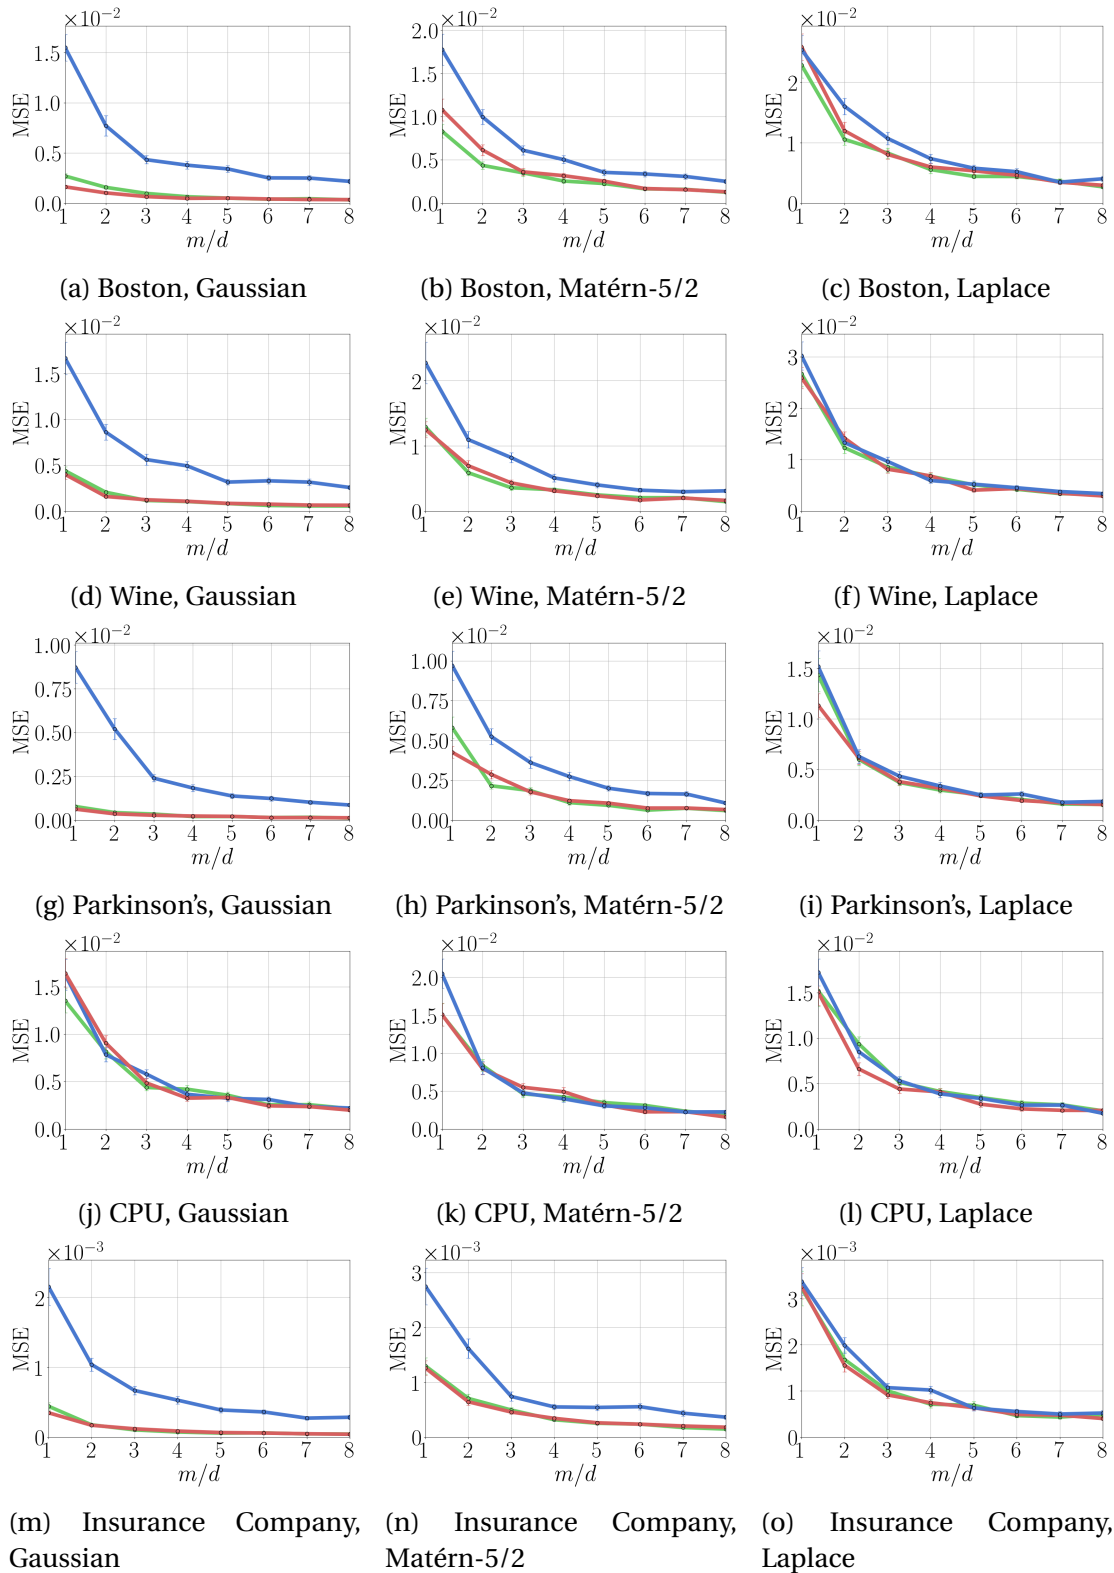 ×10⁻² ×10⁻² ×10⁻²
MSE 1.5 1.0 0.5 0.0 MSE 2.0 1.5 1.0 0.5 0.0 MSE 2 1 0
1 2 3 4 5 6 7 8 1 2 3 4 5 6 7 8 1 2 3 4 5 6 7 8
m/d m/d m/d
(a) Boston, Gaussian (b) Boston, Matérn-5/2 (c) Boston, Laplace
×10⁻² ×10⁻² ×10⁻²
MSE 1.5 1.0 0.5 0.0 MSE 2 1 0 MSE 3 2 1 0
1 2 3 4 5 6 7 8 1 2 3 4 5 6 7 8 1 2 3 4 5 6 7 8
m/d m/d m/d
(d) Wine, Gaussian (e) Wine, Matérn-5/2 (f) Wine, Laplace
×10⁻² ×10⁻² ×10⁻²
MSE 1.00 0.75 0.50 0.25 0.00 MSE 1.00 0.75 0.50 0.25 0.00 MSE 1.5 1.0 0.5 0.0
1 2 3 4 5 6 7 8 1 2 3 4 5 6 7 8 1 2 3 4 5 6 7 8
m/d m/d m/d
(g) Parkinson’s, Gaussian (h) Parkinson’s, Matérn-5/2 (i) Parkinson’s, Laplace
×10⁻² ×10⁻² ×10⁻²
MSE 1.5 1.0 0.5 0.0 MSE 2.0 1.5 1.0 0.5 0.0 MSE 1.5 1.0 0.5 0.0
1 2 3 4 5 6 7 8 1 2 3 4 5 6 7 8 1 2 3 4 5 6 7 8
m/d m/d m/d
(j) CPU, Gaussian (k) CPU, Matérn-5/2 (l) CPU, Laplace
×10⁻³ ×10⁻³ ×10⁻³
MSE 2 1 0 MSE 3 2 1 0 MSE 3 2 1 0
1 2 3 4 5 6 7 8 1 2 3 4 5 6 7 8 1 2 3 4 5 6 7 8
m/d m/d m/d
(m) Insurance Company, (n) Insurance Company, (o) Insurance Company,
Gaussian Matérn-5/2 Laplace